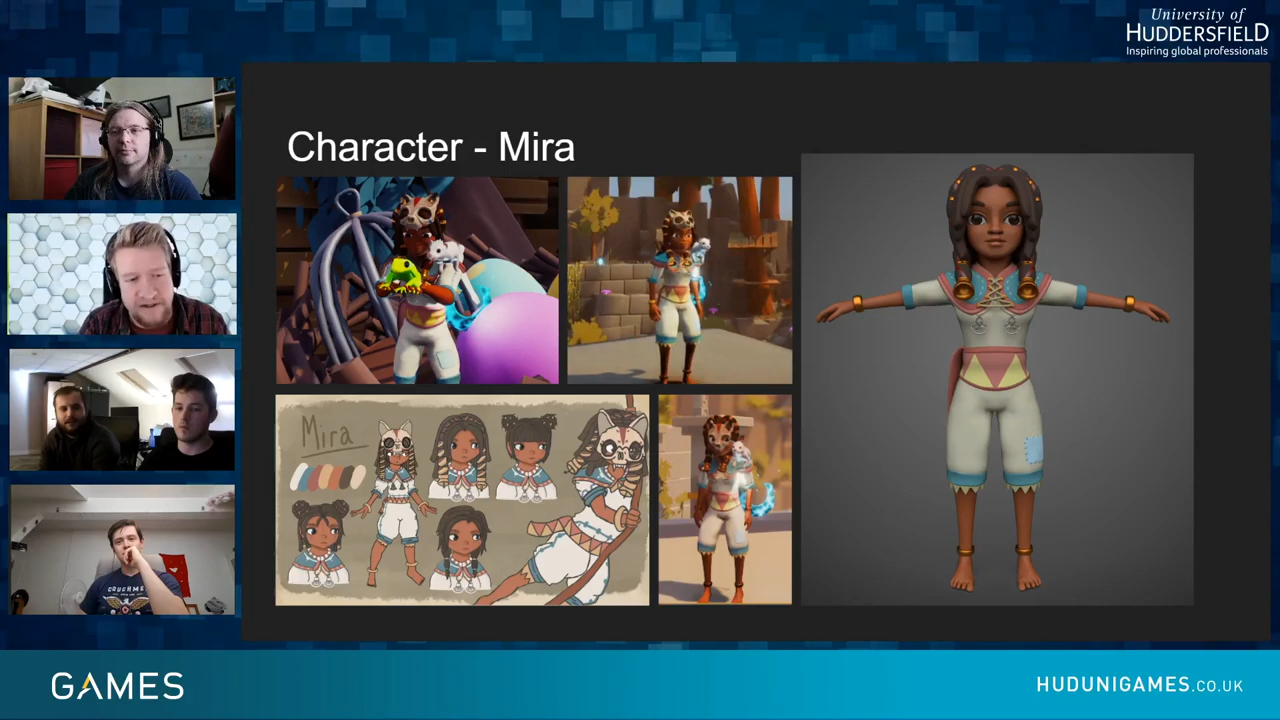 University of
HUDDERSFIELD
Inspiring global professionals
Character - Mira
Mira
GAMES
HUDUNIGAMES.CO.UK